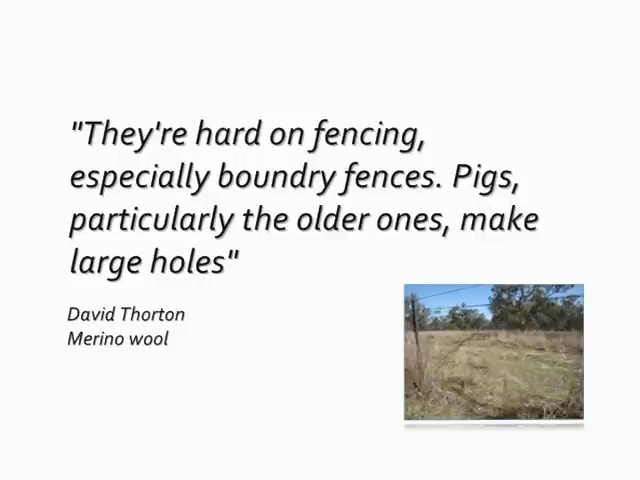 "They're hard on fencing,
especially boundry fences. Pigs,
particularly the older ones, make
large holes"
David Thorton
Merino wool